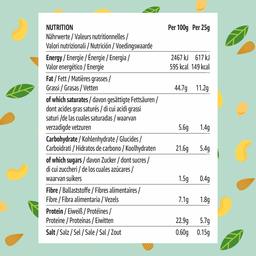 NUTRITION Per 100g Per 25g
Nährwerte / Valeurs nutritionnelles /
Valori nutrizionali / Nutrición / Voedingswaarde
Energy / Energie / Énergie / Energia / 2467 kJ 617 kJ
Valor energético / Energie 595 kcal 149 kcal
Fat / Fett / Matières grasses /
Grassi / Grasas / Vetten 44.7g 11.2g
of which saturates / davon gesättigte Fettsäuren /
dont acides gras saturés / di cui acidi grassi
saturi /de las cuales saturadas / waarvan
verzadigde vetzuren 5.6g 1.4g
Carbohydrate / Kohlenhydrate / Glucides /
Carboidrati / Hidratos de carbono / Koolhydraten 21.6g 5.4g
of which sugars / davon Zucker / dont sucres /
di cui zuccheri / de los cuales azúcares /
waarvan suikers 1.5g 0.4g
Fibre / Ballaststoffe / Fibres alimentaires /
Fibre / Fibra alimentaria / Vezels 7.1g 1.8g
Protein / Eiweiß / Protéines /
Proteine / Proteínas / Eiwitten 22.9g 5.7g
Salt / Salz / Sel / Sale / Sal / Zout 0.60g 0.15g